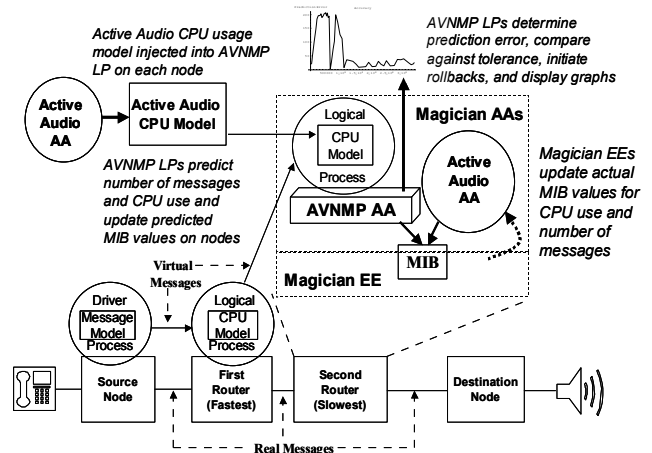 Active Audio CPU usage
model injected into AVNMP
LP on each node
AVNMP LPs determine
prediction error, compare
against tolerance, initiate
rollbacks, and display graphs
Active
Audio
AA
Active Audio
CPU Model
Logical
CPU
Model
Process
Magician AAs
Active
Audio
AA
AVNMP AA
MIB
Magician EE
Magician EEs
update actual
MIB values for
CPU use and
number of
messages
AVNMP LPs predict
number of messages
and CPU use and
update predicted
MIB values on nodes
Virtual
Messages
Driver
Message
Model
Process
Logical
CPU
Model
Process
Source
Node
First
Router
(Fastest)
Second
Router
(Slowest)
Destination
Node
Real Messages